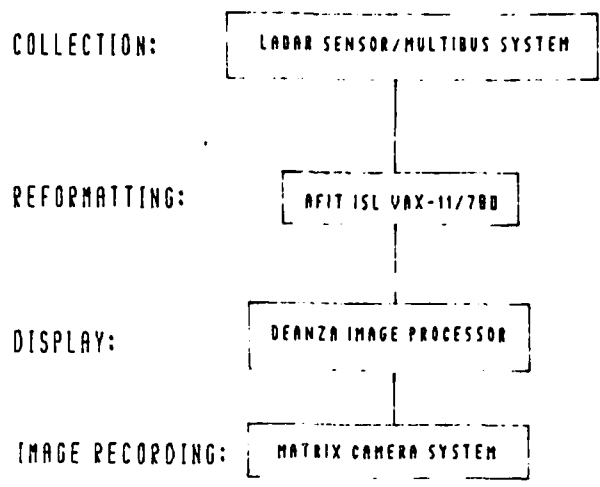 COLLECTION: LADAR SENSOR/MULTIBUS SYSTEM
REFORMATTING: AFIT ISL VAX-11/780
DISPLAY: DEANZA IMAGE PROCESSOR
IMAGE RECORDING: MATRIX CAMERA SYSTEM